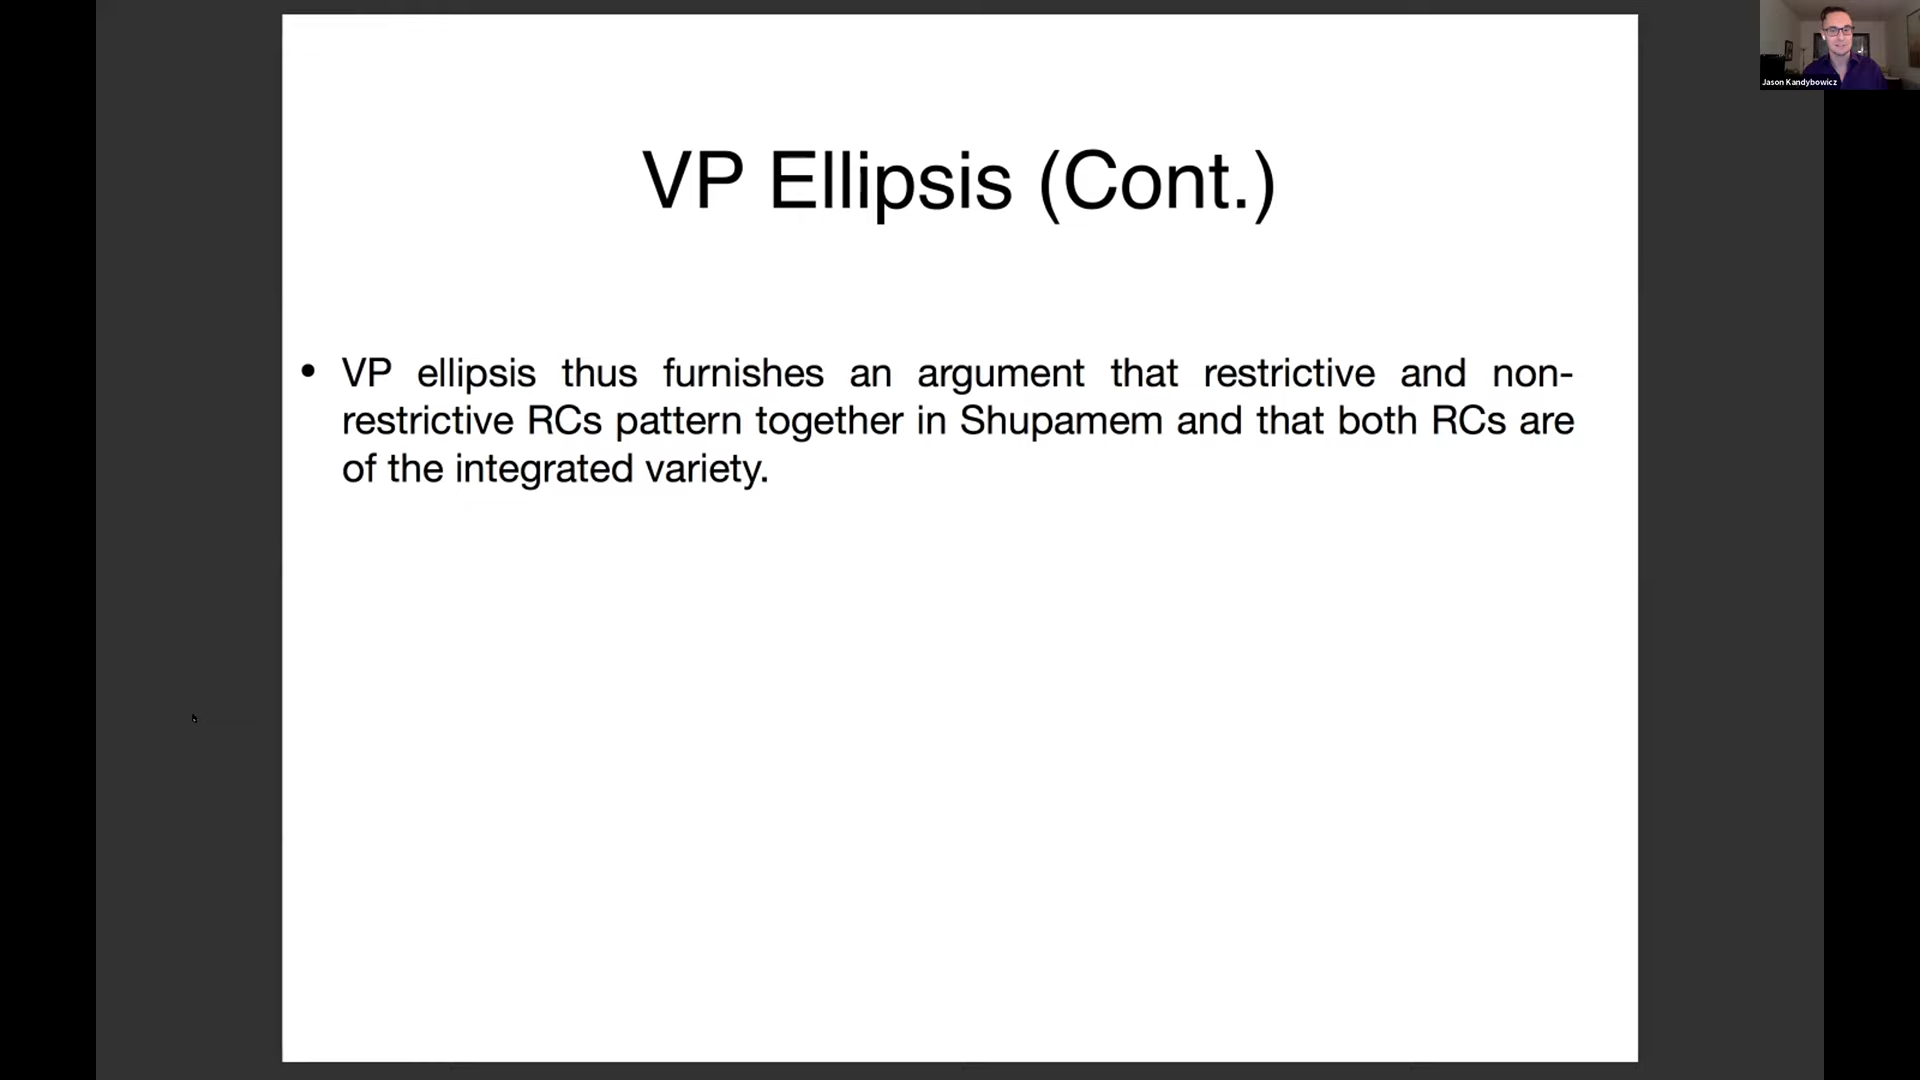 Jason Kandybowicz
VP Ellipsis (Cont.)
• VP ellipsis thus furnishes an argument that restrictive and non-
restrictive RCs pattern together in Shupamem and that both RCs are
of the integrated variety.